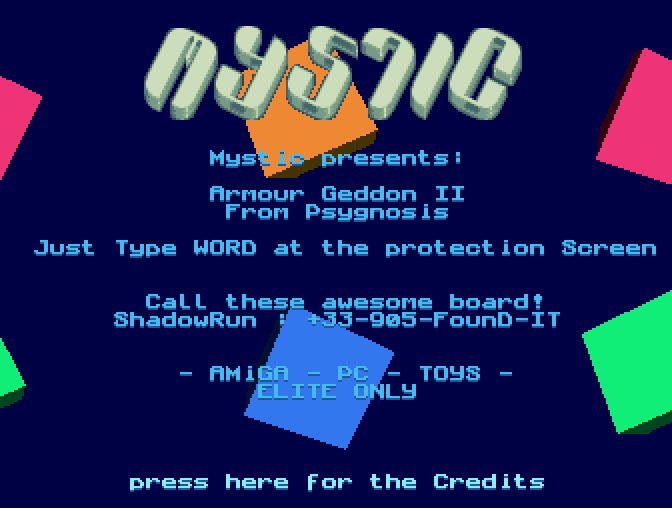 MYSTIC
Mystic presents:
Armour Geddon II
From Psygnosis
Just Type WORD at the protection Screen
Call these awesome board!
ShadowRun : +33-905-FounD-IT
- AMiGA - PC - TOYS -
ELITE ONLY
press here for the Credits